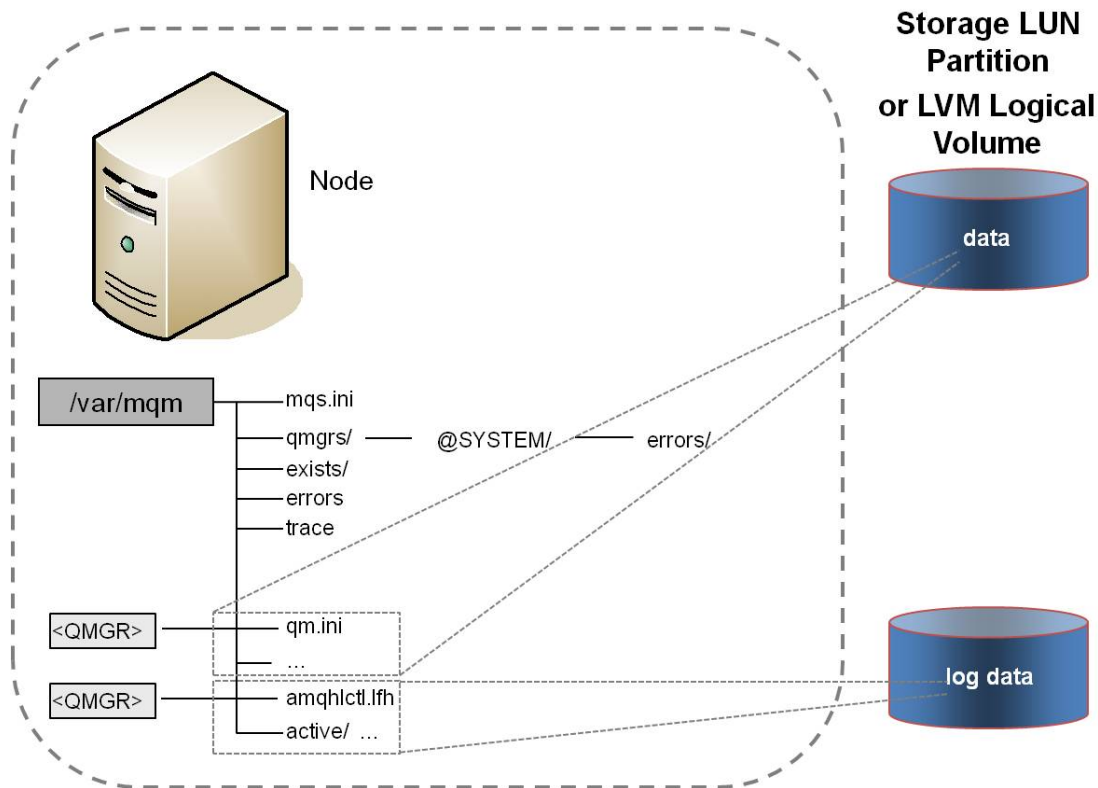 Storage LUN
Partition
or LVM Logical
Volume
Node
data
/var/mqm
mqs.ini
qmgrs/ @SYSTEM/ errors/
exists/
errors
trace
<QMGR> qm.ini
...
<QMGR> amqhlctl.lfh
active/ ...
log data